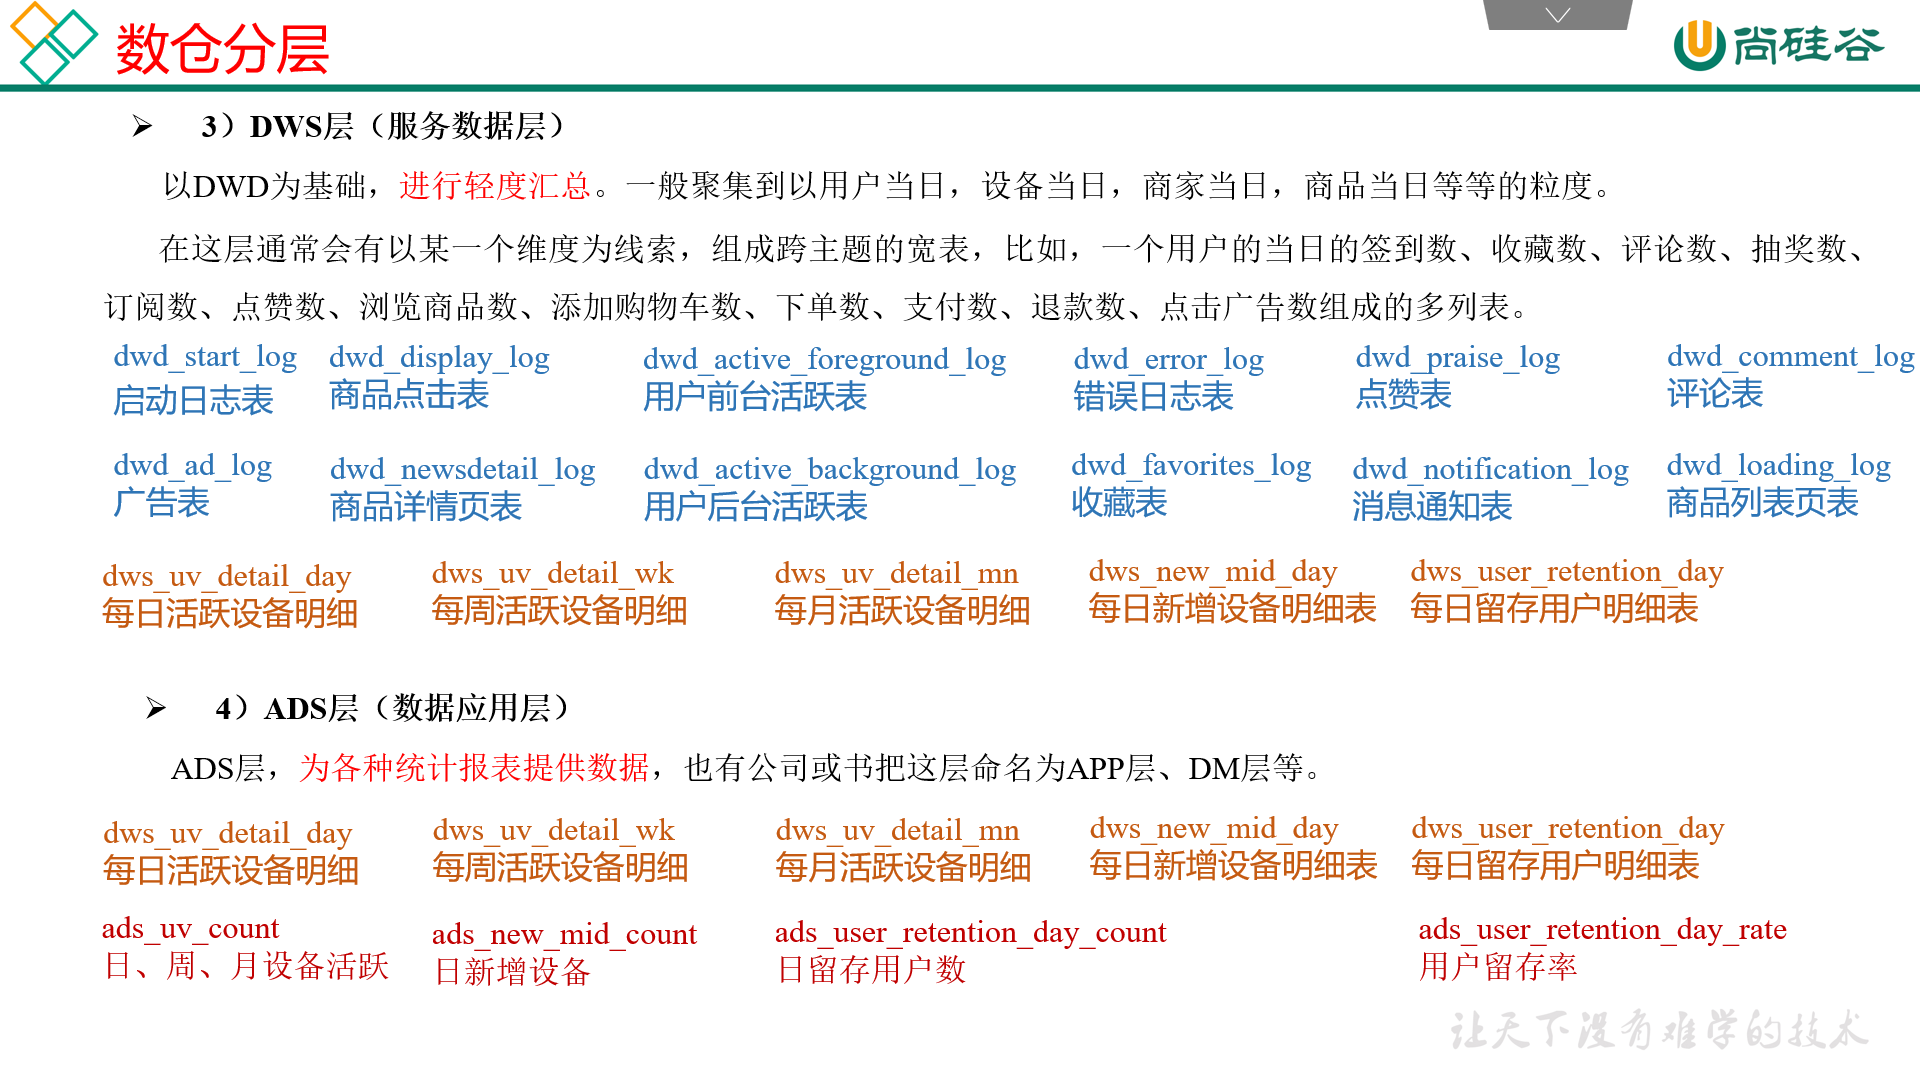 数仓分层
尚硅谷
3）DWS层（服务数据层）
以DWD为基础，进行轻度汇总。一般聚集到以用户当日，设备当日，商家当日，商品当日等等的粒度。
在这层通常会有以某一个维度为线索，组成跨主题的宽表，比如，一个用户的当日的签到数、收藏数、评论数、抽奖数、
订阅数、点赞数、浏览商品数、添加购物车数、下单数、支付数、退款数、点击广告数组成的多列表。
dwd_start_log dwd_display_log dwd_active_foreground_log dwd_error_log dwd_praise_log dwd_comment_log
启动日志表 商品点击表 用户前台活跃表 错误日志表 点赞表 评论表
dwd_ad_log dwd_newsdetail_log dwd_active_background_log dwd_favorites_log dwd_notification_log dwd_loading_log
广告表 商品详情页表 用户后台活跃表 收藏表 消息通知表 商品列表页表
dws_uv_detail_day dws_uv_detail_wk dws_uv_detail_mn dws_new_mid_day dws_user_retention_day
每日活跃设备明细 每周活跃设备明细 每月活跃设备明细 每日新增设备明细表 每日留存用户明细表
4）ADS层（数据应用层）
ADS层，为各种统计报表提供数据，也有公司或书把这层命名为APP层、DM层等。
dws_uv_detail_day dws_uv_detail_wk dws_uv_detail_mn dws_new_mid_day dws_user_retention_day
每日活跃设备明细 每周活跃设备明细 每月活跃设备明细 每日新增设备明细表 每日留存用户明细表
ads_uv_count ads_new_mid_count ads_user_retention_day_count ads_user_retention_day_rate
日、周、月设备活跃 日新增设备 日留存用户数 用户留存率
让天下没有难学的技术